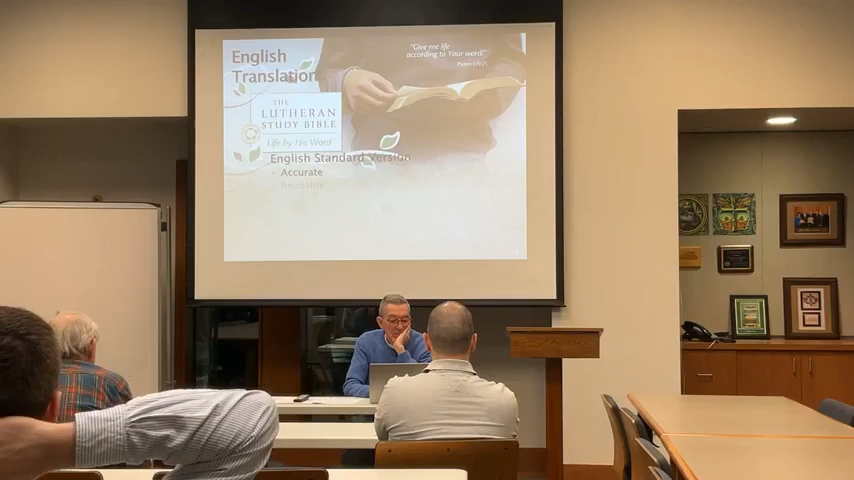 English
Translation
"Give me life
according to Your word!"
Psalm 119:25
THE
LUTHERAN
STUDY BIBLE
Life by His Word
English Standard Version
- Accurate
Readable